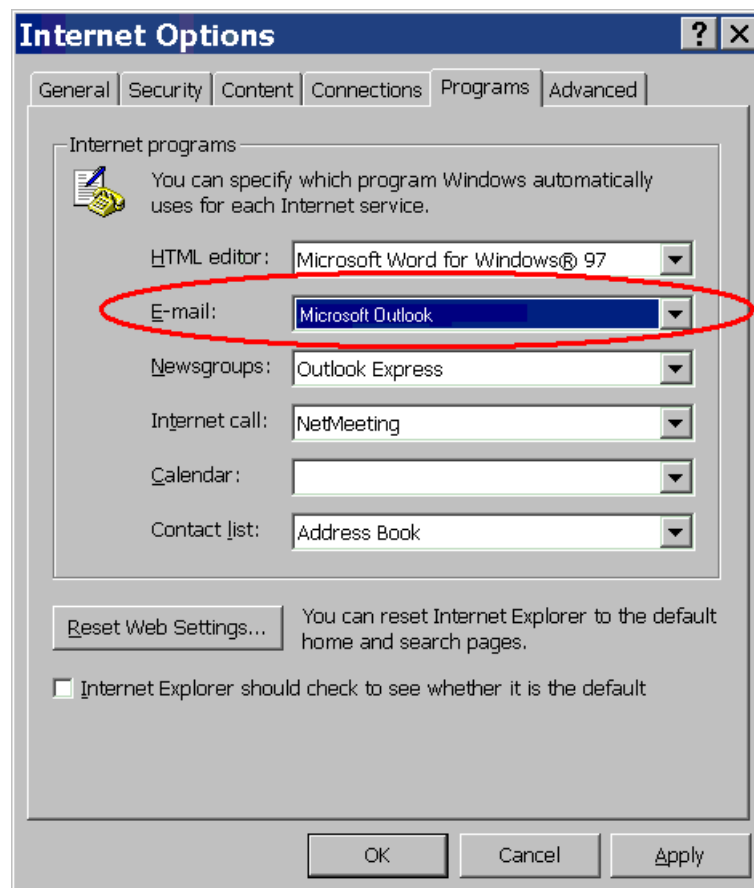 Internet Options ? X
General Security Content Connections Programs Advanced
Internet programs
You can specify which program Windows automatically
uses for each Internet service.
HTML editor: Microsoft Word for Windows® 97
E-mail: Microsoft Outlook
Newsgroups: Outlook Express
Internet call: NetMeeting
Calendar:
Contact list: Address Book
Reset Web Settings... You can reset Internet Explorer to the default
home and search pages.
Internet Explorer should check to see whether it is the default
OK Cancel Apply